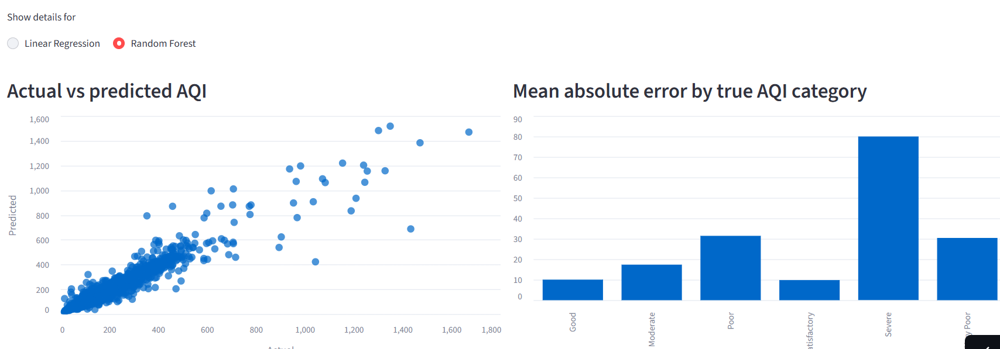 Show details for
Linear Regression Random Forest
Actual vs predicted AQI
1,600
1,400
1,200
1,000
800
600
400
200
0
Predicted
0 200 400 600 800 1,000 1,200 1,400 1,600 1,800
Mean absolute error by true AQI category
90
80
70
60
50
40
30
20
10
0
Good
Moderate
Poor
atisfactory
Severe
Poor